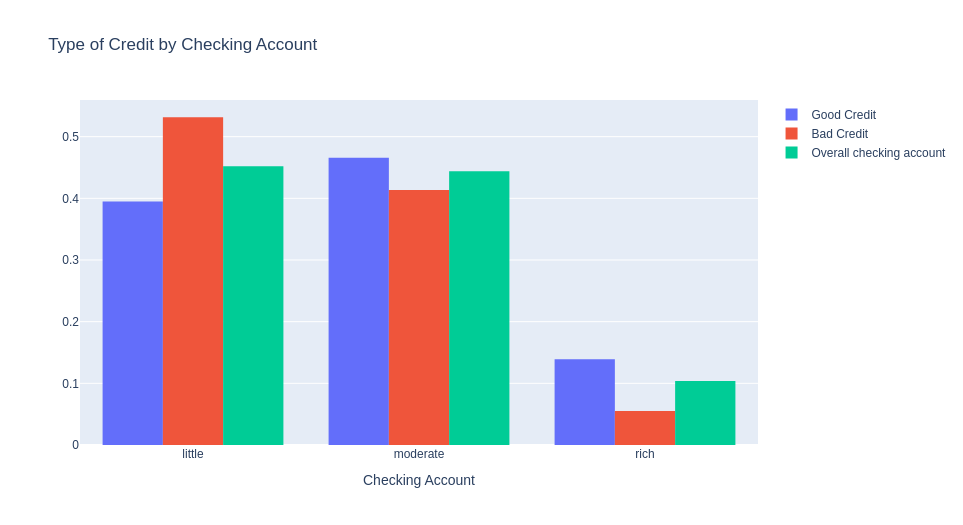 Type of Credit by Checking Account
Good Credit
Bad Credit
Overall checking account
0.5
0.4
0.3
0.2
0.1
0
little
moderate
rich
Checking Account